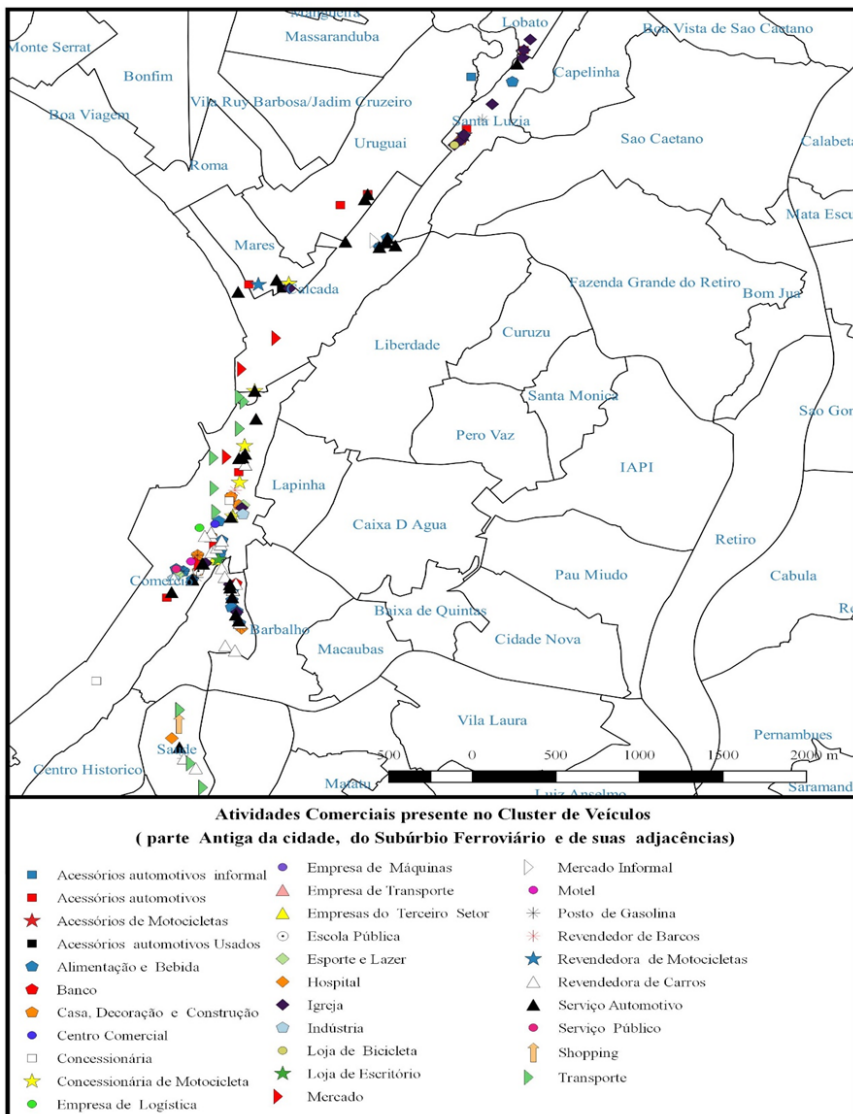 Mangueira
Lobato
Boa Vista de Sao Caetano
Massaranduba
Monte Serrat
Bonfim
Capelinha
Vila Ruy Barbosa/Jadim Cruzeiro
Boa Viagem
Santa Luzia
Uruguai
Sao Caetano
Calabeta
Roma
Mata Escu
Mares
Fazenda Grande do Retiro
Bom Jua
Calcada
Curuzu
Liberdade
Santa Monica
Sao Gon
Pero Vaz
IAPI
Lapinha
Caixa D Agua
Retiro
Pau Miudo
Cabula
Comercio
Baixa de Quintas
Barbalho
Cidade Nova
Macaubas
Vila Laura
Pernambues
Saude
Centro Historico
500 0 500 1000 1500 2000 m
Matatu
Luiz Anselmo
Saramand
Atividades Comerciais presente no Cluster de Veículos
( parte Antiga da cidade, do Subúrbio Ferroviário e de suas adjacências)
Acessórios automotivos informal
Acessórios automotivos
Acessórios de Motocicletas
Acessórios automotivos Usados
Alimentação e Bebida
Banco
Casa, Decoração e Construção
Centro Comercial
Concessionária
Concessionária de Motocicleta
Empresa de Logística
Empresa de Máquinas
Empresa de Transporte
Empresas do Terceiro Setor
Escola Pública
Esporte e Lazer
Hospital
Igreja
Indústria
Loja de Bicicleta
Loja de Escritório
Mercado
Mercado Informal
Motel
Posto de Gasolina
Revendedor de Barcos
Revendedora de Motocicletas
Revendedora de Carros
Serviço Automotivo
Serviço Público
Shopping
Transporte